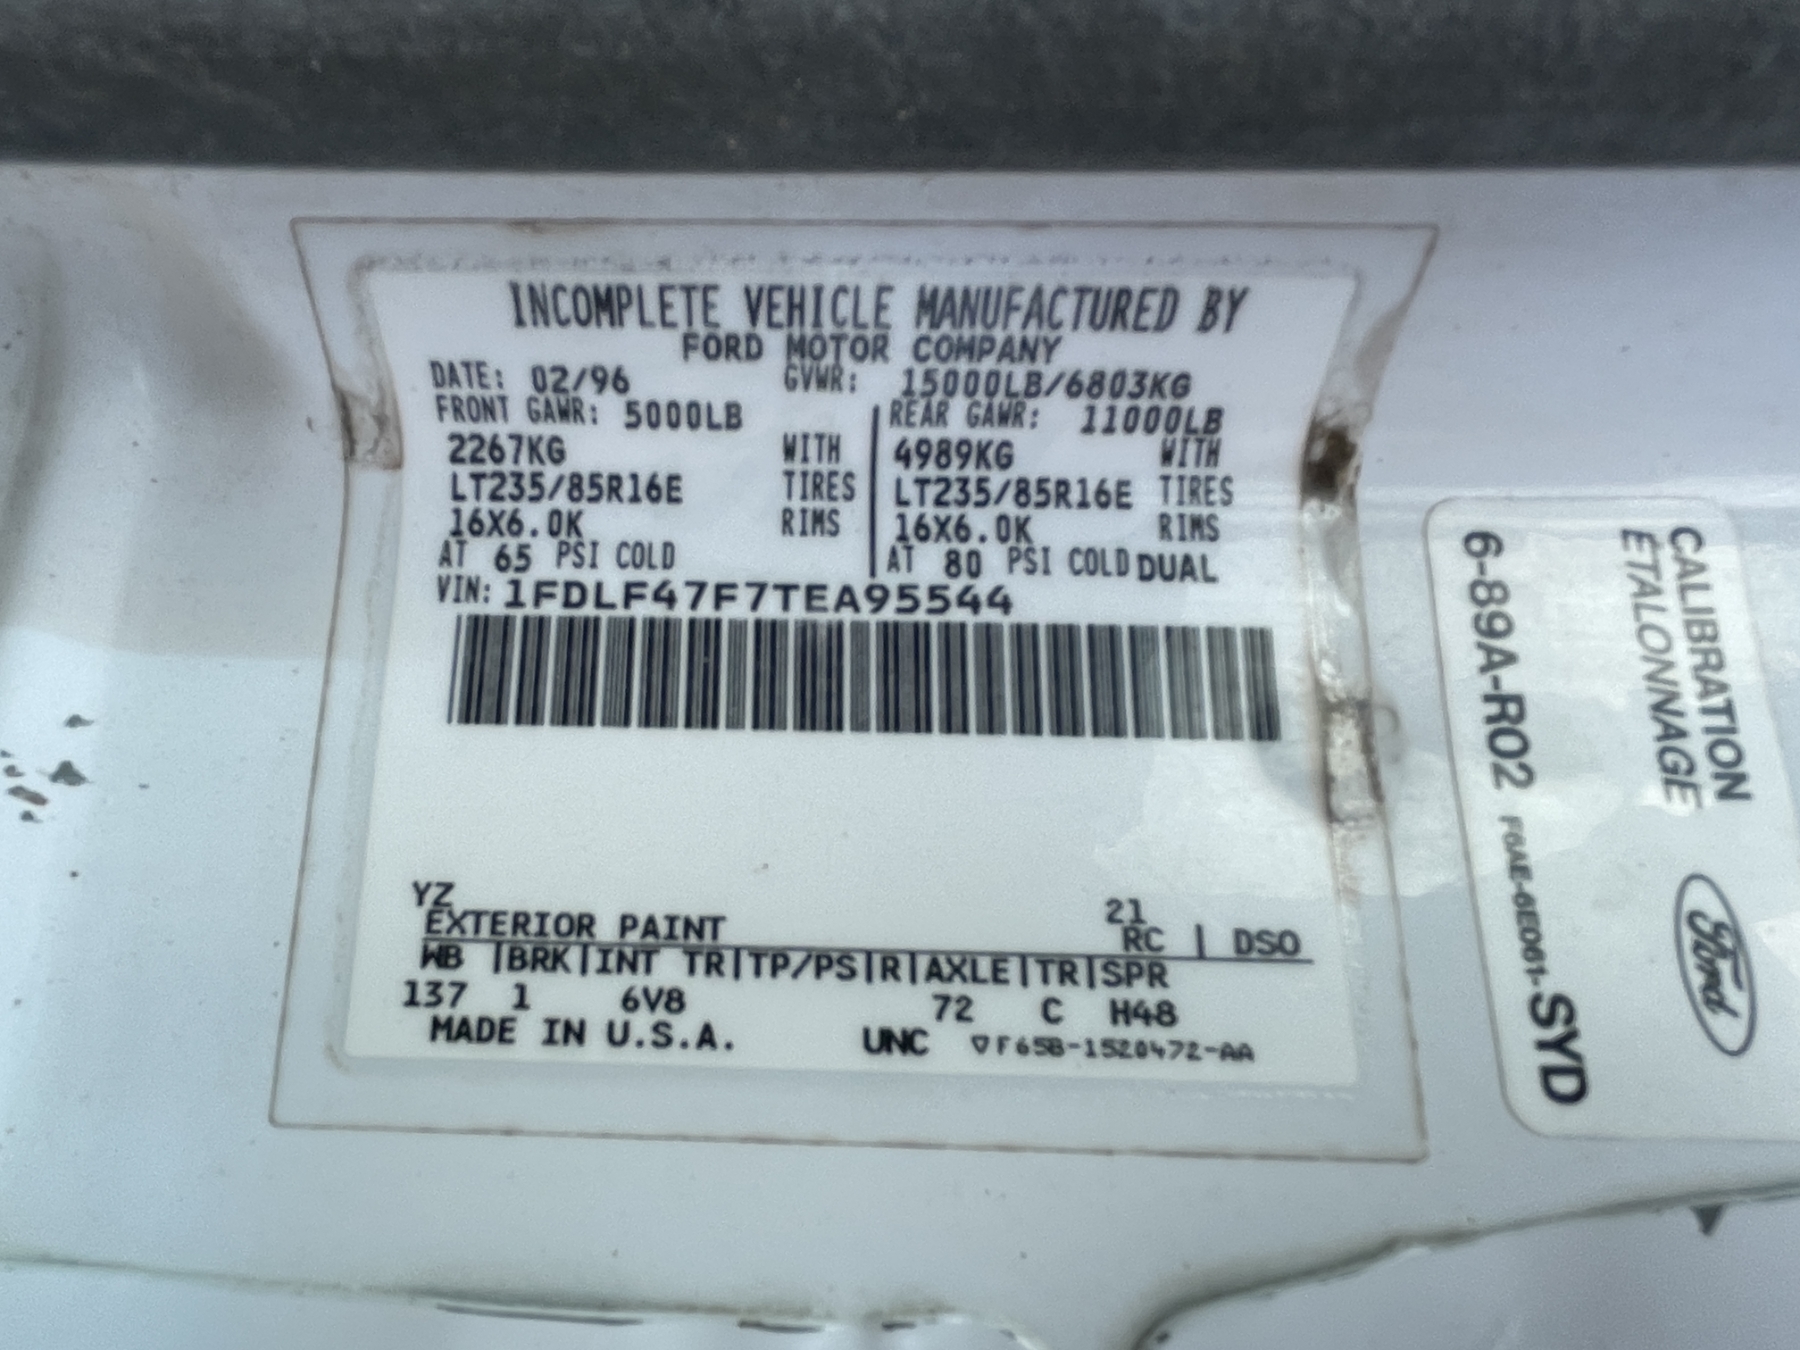 INCOMPLETE VEHICLE MANUFACTURED BY
FORD MOTOR COMPANY
DATE: 02/96 GVWR: 15000LB/6803KG
FRONT GAWR: 5000LB REAR GAWR: 11000LB
2267KG WITH 4989KG WITH
LT235/85R16E TIRES LT235/85R16E TIRES
16X6.0K RIMS 16X6.0K RIMS
AT 65 PSI COLD AT 80 PSI COLD DUAL
VIN: 1FDLF47F7TEA95544
YZ 21
EXTERIOR PAINT RC | DSO
WB |BRK|INT TR|TP/PS|R|AXLE|TR|SPR
137 1 6V8 72 C H48
MADE IN U.S.A. UNC ▽F65B-1520472-AA
CALIBRATION
ÉTALONNAGE
Ford
6-89A-R02 F6AE-6E061-SYD